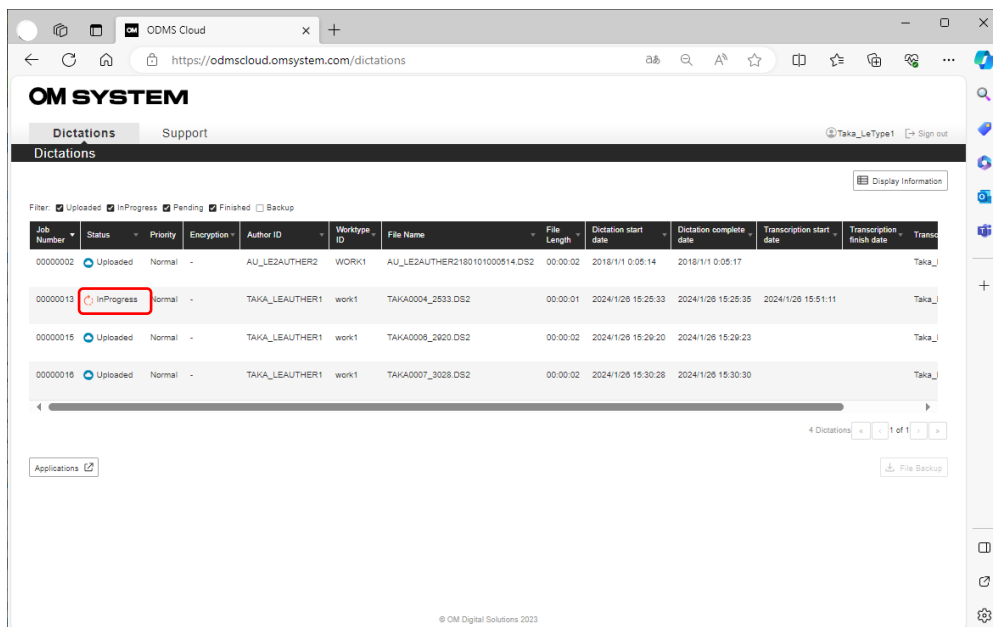 OM ODMS Cloud
https://odmscloud.omsystem.com/dictations
OM SYSTEM
Dictations Support Taka_LeType1 Sign out
Dictations
Display Information
Filter: Uploaded InProgress Pending Finished Backup
Job Number Status Priority Encryption Author ID Worktype ID File Name File Length Dictation start date Dictation complete date Transcription start date Transcription finish date Transc
00000002 Uploaded Normal - AU_LE2AUTHER2 WORK1 AU_LE2AUTHER2180101000514.DS2 00:00:02 2018/1/1 0:05:14 2018/1/1 0:05:17 Taka_
00000013 InProgress Normal - TAKA_LEAUTHER1 work1 TAKA0004_2533.DS2 00:00:01 2024/1/26 15:25:33 2024/1/26 15:25:35 2024/1/26 15:51:11 Taka_
00000015 Uploaded Normal - TAKA_LEAUTHER1 work1 TAKA0006_2920.DS2 00:00:02 2024/1/26 15:29:20 2024/1/26 15:29:23 Taka_
00000016 Uploaded Normal - TAKA_LEAUTHER1 work1 TAKA0007_3028.DS2 00:00:02 2024/1/26 15:30:28 2024/1/26 15:30:30 Taka_
4 Dictations « ‹ 1 of 1 › »
Applications File Backup
© OM Digital Solutions 2023